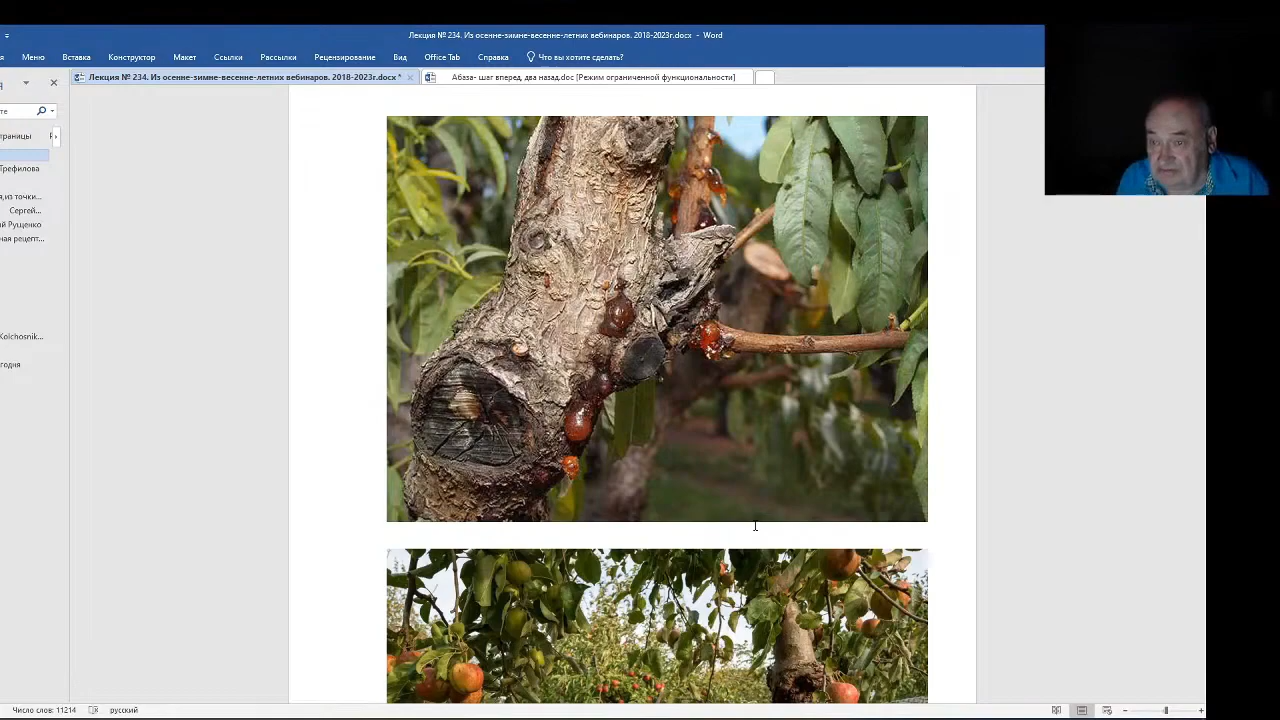 Лекция № 234. Из осенне-зимне-весенне-летних вебинаров. 2018-2023г.docx - Word
Меню Вставка Конструктор Макет Ссылки Рассылки Рецензирование Вид Office Tab Справка Что вы хотите сделать?
Лекция № 234. Из осенне-зимне-весенне-летних вебинаров. 2018-2023г.docx *
Абаза- шаг вперед, два назад.doc [Режим ограниченной функциональности]
те
траницы
Трефилова
,из точки...
Сергей...
й Рущенко
ная рецепт...
Kolchosnik...
годня
Число слов: 11214 русский